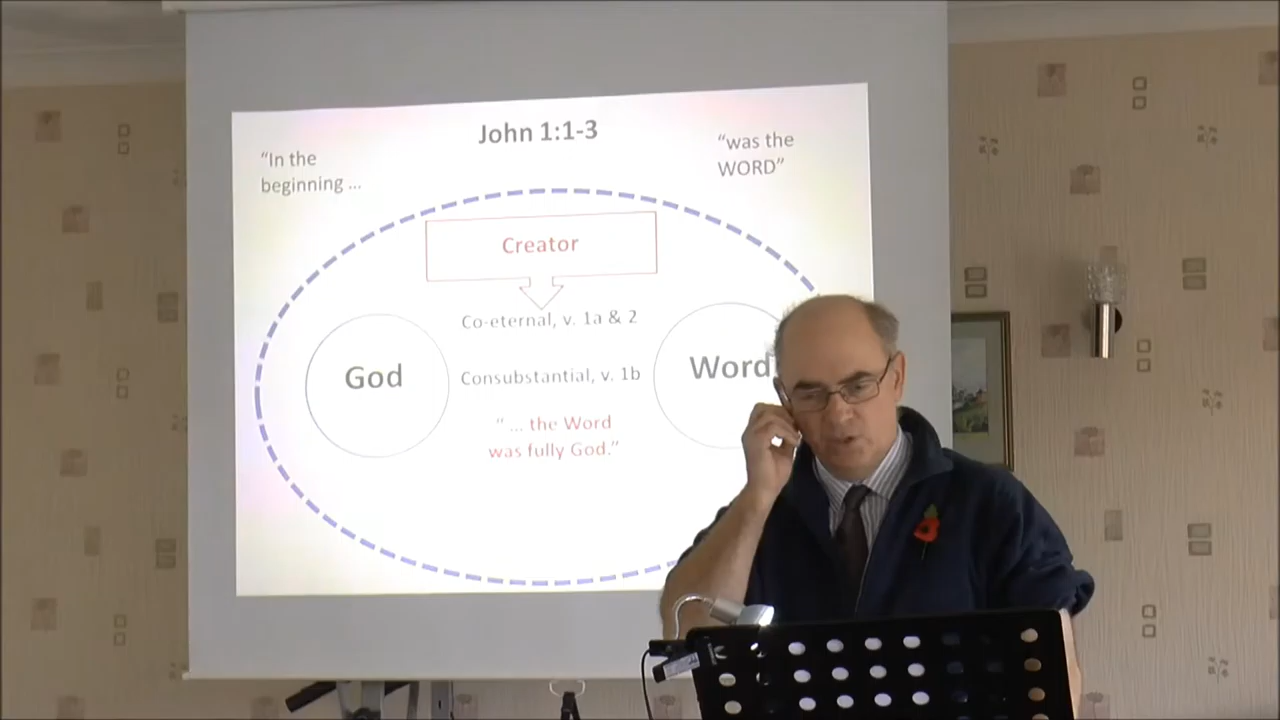 John 1:1-3
“In the
beginning ...
“was the
WORD”
Creator
Co-eternal, v. 1a & 2
God
Consubstantial, v. 1b
Word
“ ... the Word
was fully God.”